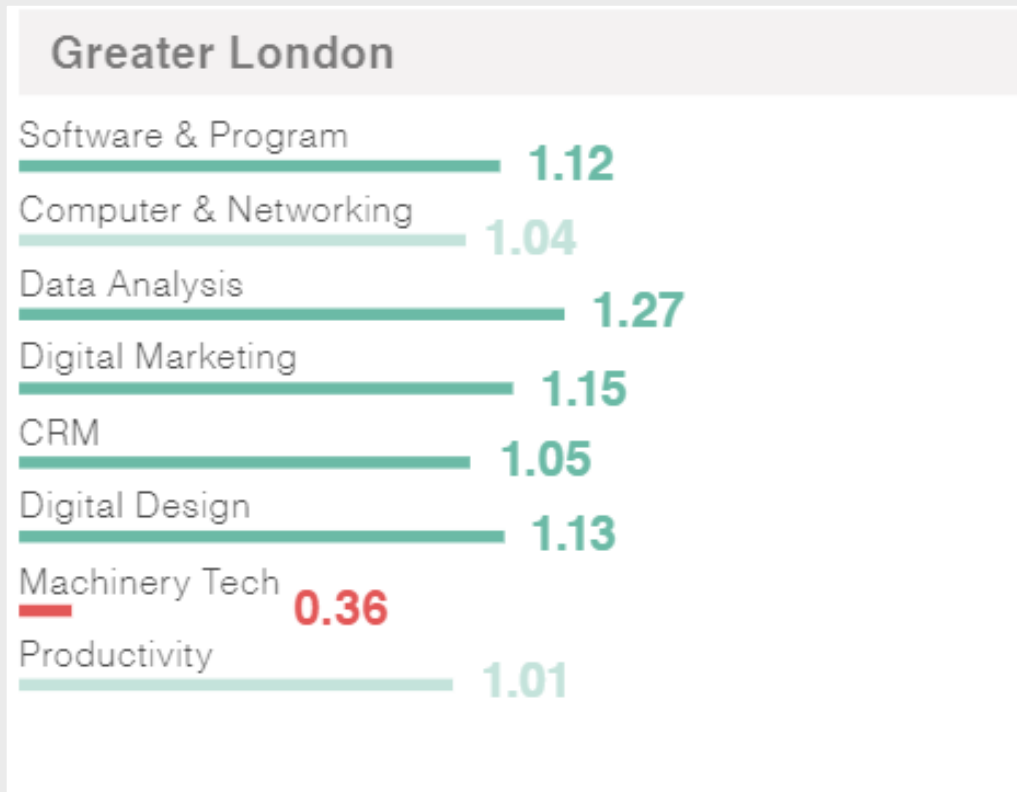 Greater London
Software & Program
1.12
Computer & Networking
1.04
Data Analysis
1.27
Digital Marketing
1.15
CRM
1.05
Digital Design
1.13
Machinery Tech
0.36
Productivity
1.01